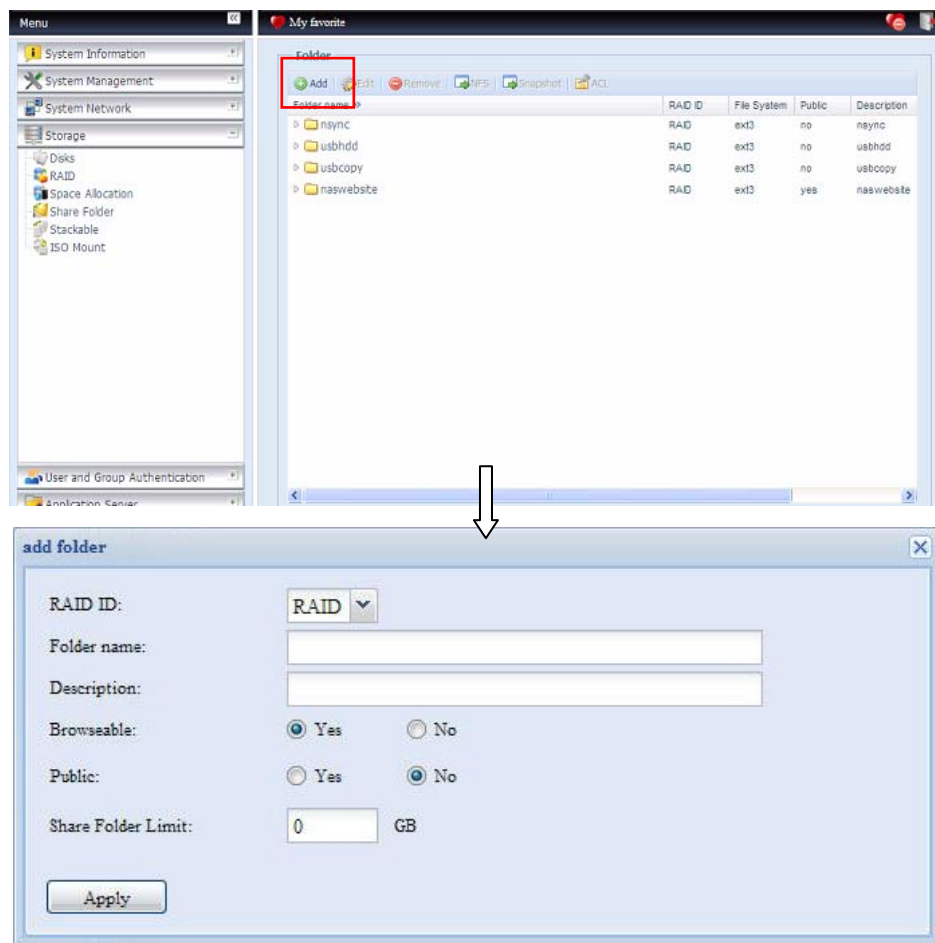 Menu
My favorite
System Information
System Management
System Network
Storage
Disks
RAID
Space Allocation
Share Folder
Stackable
ISO Mount
User and Group Authentication
Application Server
Folder
Add Edit Remove NFS Snapshot ACL
Folder name RAID ID File System Public Description
nsync RAID ext3 no nsync
usbhdd RAID ext3 no usbhdd
usbcopy RAID ext3 no usbcopy
naswebsite RAID ext3 yes naswebsite
add folder
RAID ID: RAID
Folder name:
Description:
Browseable: Yes No
Public: Yes No
Share Folder Limit: 0 GB
Apply